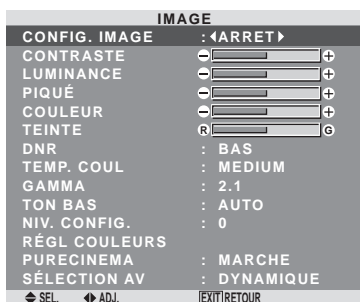 IMAGE
CONFIG. IMAGE : ARRET
CONTRASTE
LUMINANCE
PIQUÉ
COULEUR
TEINTE R G
DNR : BAS
TEMP. COUL : MEDIUM
GAMMA : 2.1
TON BAS : AUTO
NIV. CONFIG. : 0
RÉGL COULEURS
PURECINEMA : MARCHE
SÉLECTION AV : DYNAMIQUE
SEL. ADJ. EXIT RETOUR